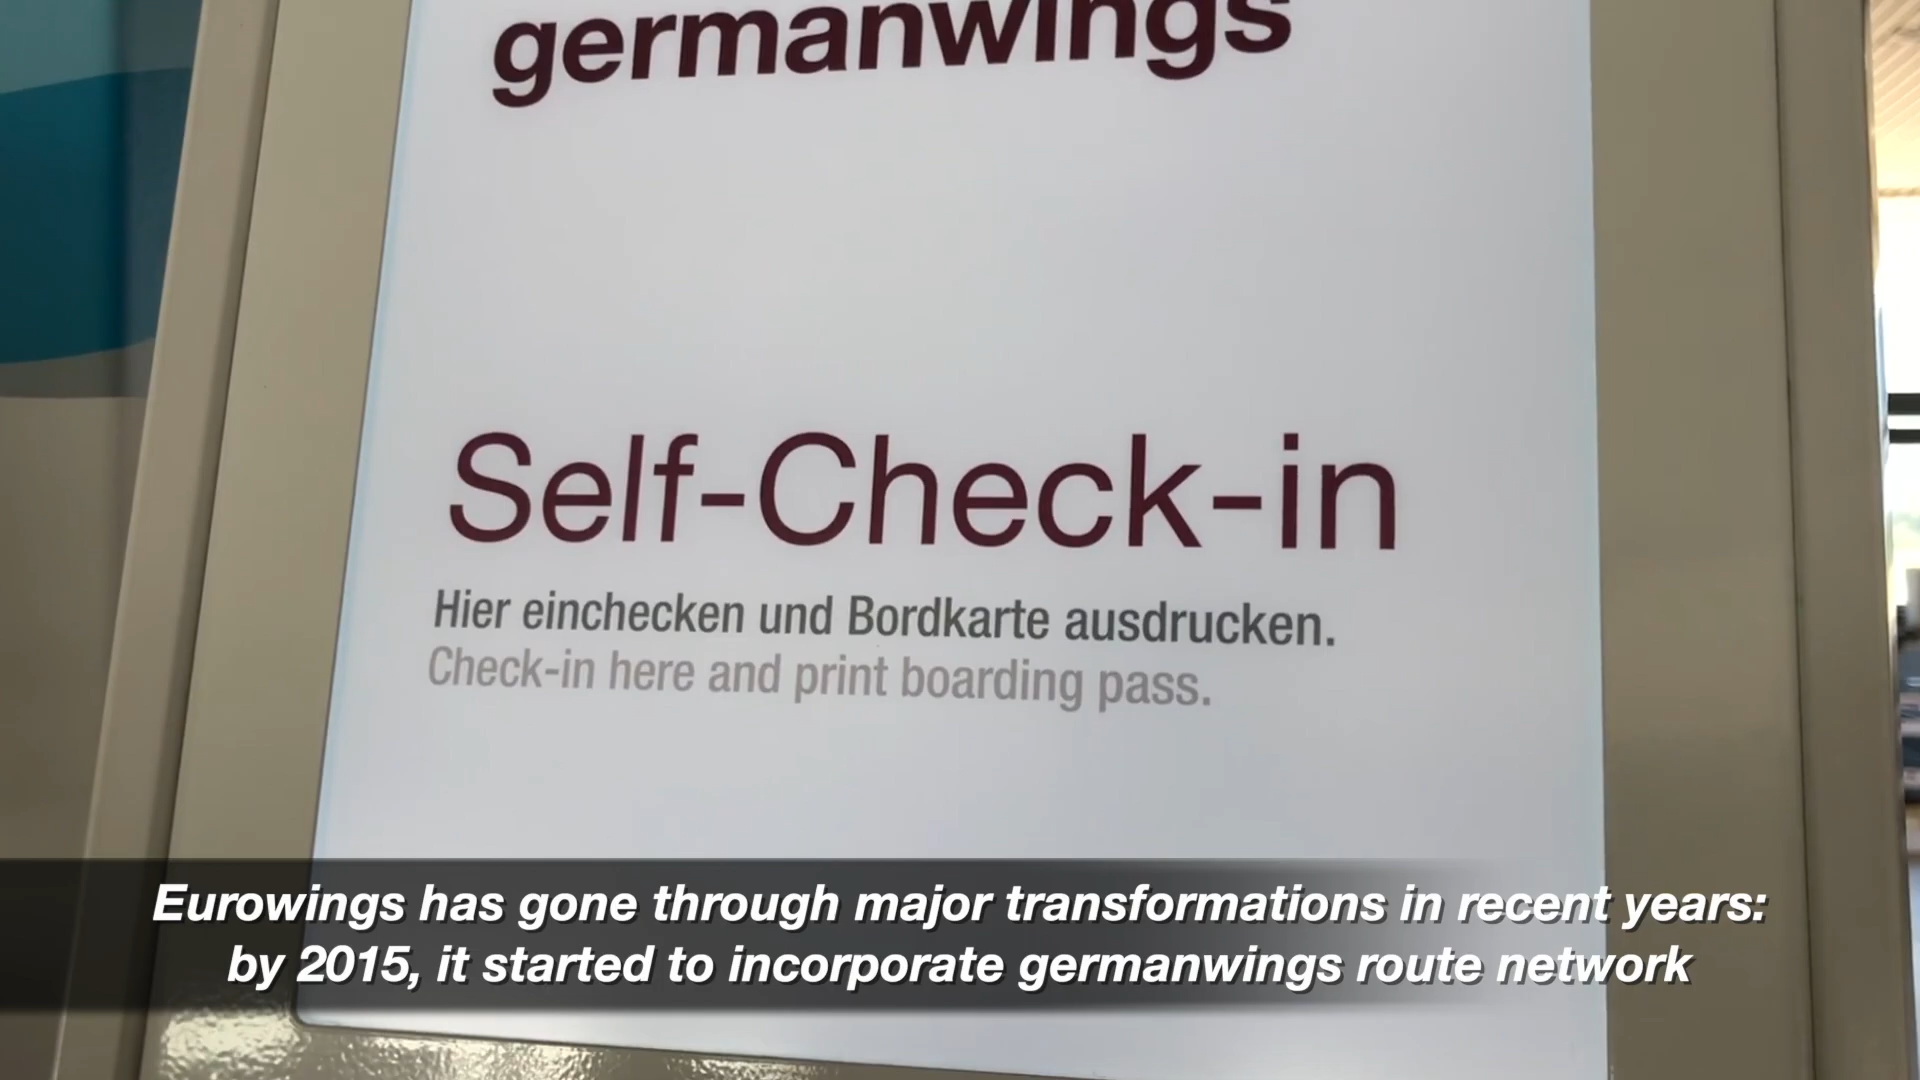 germanwings
Self-Check-in
Hier einchecken und Bordkarte ausdrucken.
Check-in here and print boarding pass.
Eurowings has gone through major transformations in recent years:
by 2015, it started to incorporate germanwings route network